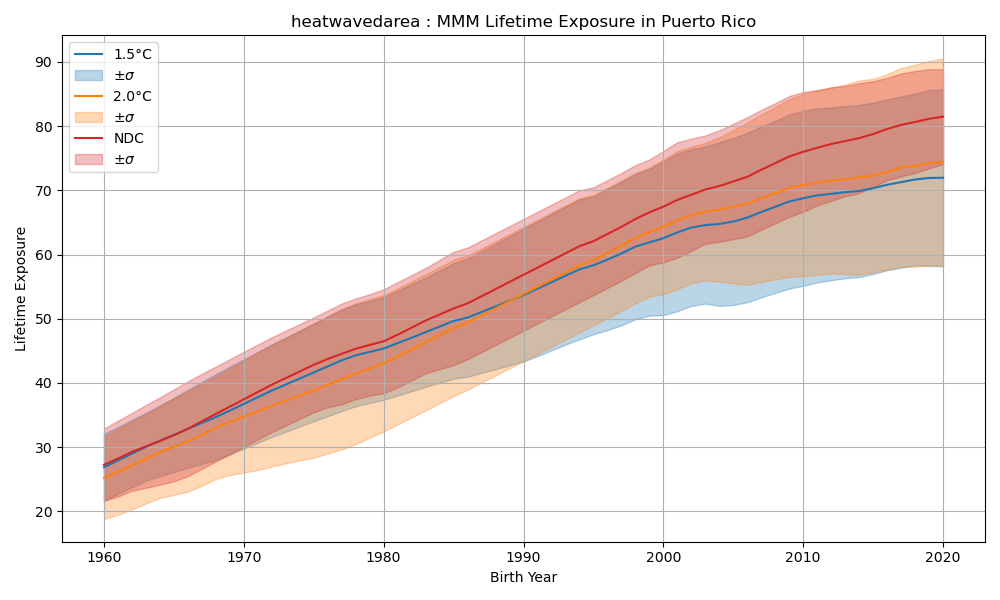 heatwavedarea : MMM Lifetime Exposure in Puerto Rico
1.5°C
±σ
2.0°C
±σ
NDC
±σ
90
80
70
60
50
40
30
20
Lifetime Exposure
1960 1970 1980 1990 2000 2010 2020
Birth Year